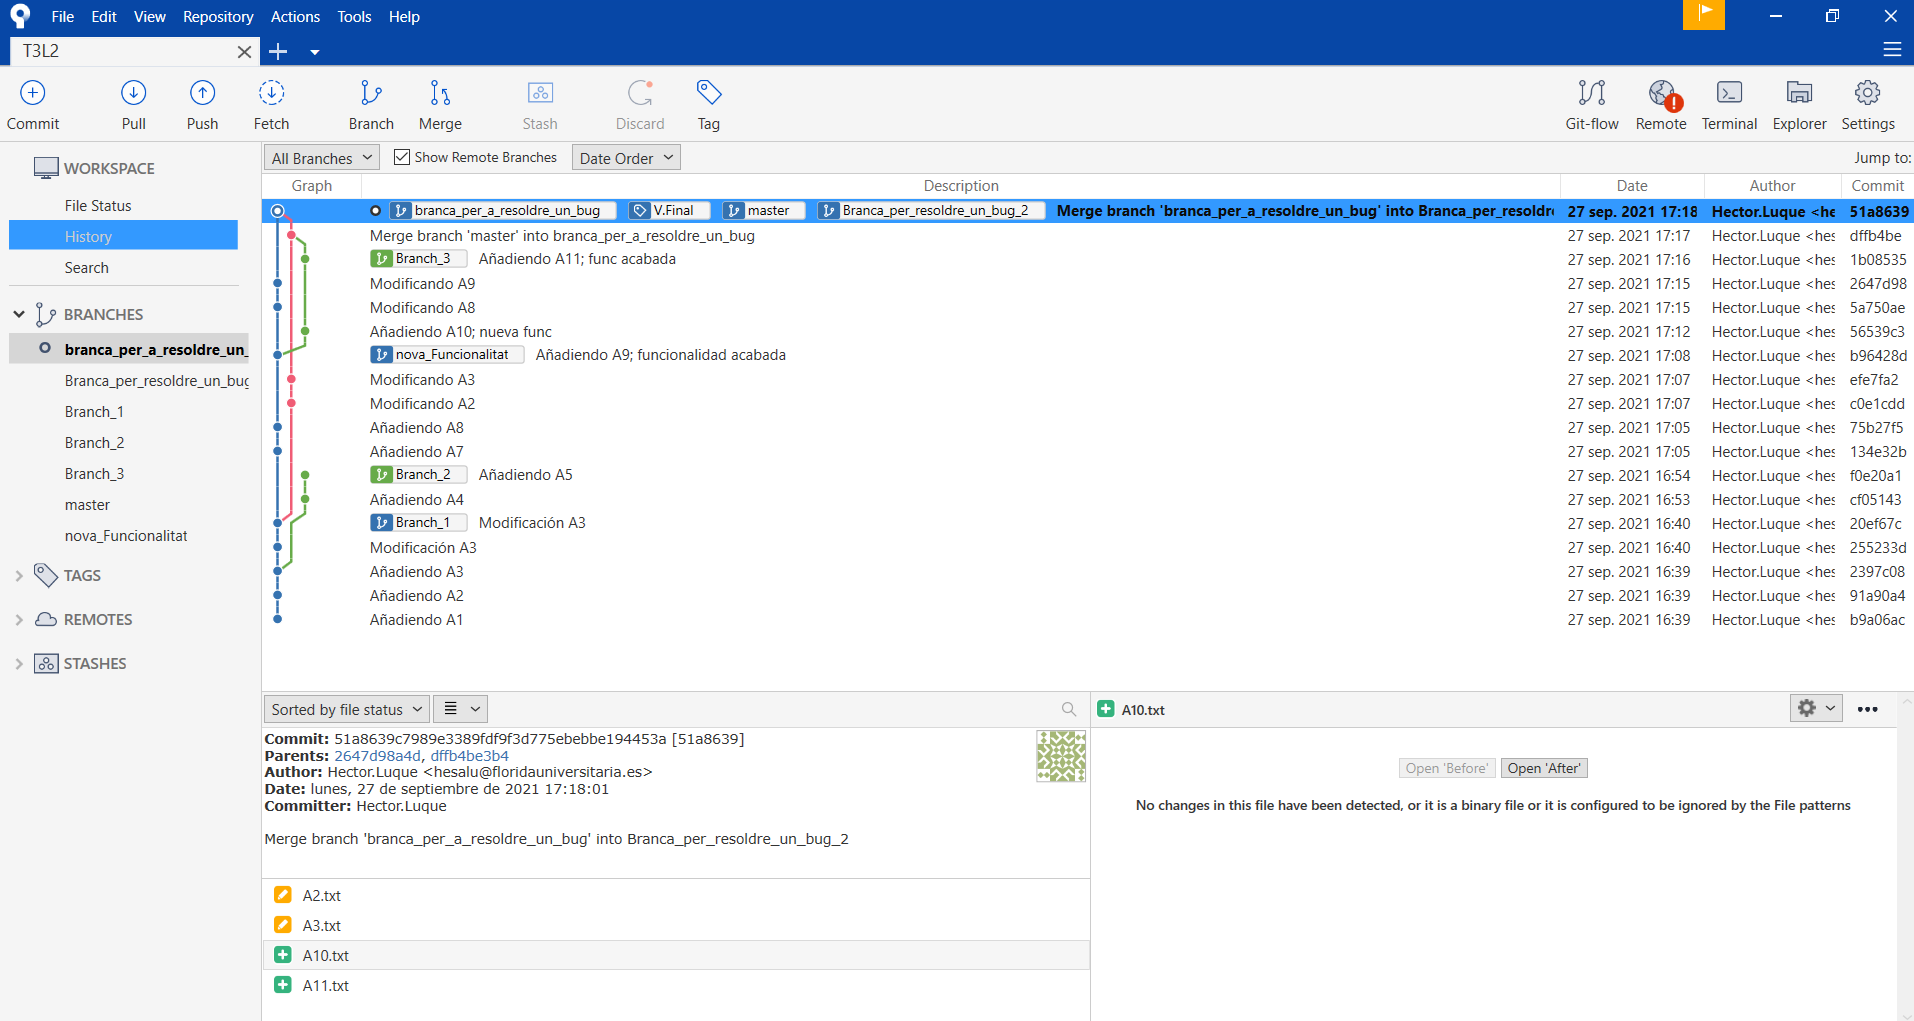 File Edit View Repository Actions Tools Help
T3L2
Commit Pull Push Fetch Branch Merge Stash Discard Tag Git-flow Remote Terminal Explorer Settings
WORKSPACE
File Status
History
Search
BRANCHES
branca_per_a_resoldre_un_
Branca_per_resoldre_un_bug
Branch_1
Branch_2
Branch_3
master
nova_Funcionalitat
TAGS
REMOTES
STASHES
All Branches Show Remote Branches Date Order Jump to:
Graph Description Date Author Commit
branca_per_a_resoldre_un_bug V.Final master Branca_per_resoldre_un_bug_2 Merge branch 'branca_per_a_resoldre_un_bug' into Branca_per_resoldr 27 sep. 2021 17:18 Hector.Luque <he 51a8639
Merge branch 'master' into branca_per_a_resoldre_un_bug 27 sep. 2021 17:17 Hector.Luque <hes dffb4be
Branch_3 Añadiendo A11; func acabada 27 sep. 2021 17:16 Hector.Luque <hes 1b08535
Modificando A9 27 sep. 2021 17:15 Hector.Luque <hes 2647d98
Modificando A8 27 sep. 2021 17:15 Hector.Luque <hes 5a750ae
Añadiendo A10; nueva func 27 sep. 2021 17:12 Hector.Luque <hes 56539c3
nova_Funcionalitat Añadiendo A9; funcionalidad acabada 27 sep. 2021 17:08 Hector.Luque <hes b96428d
Modificando A3 27 sep. 2021 17:07 Hector.Luque <hes efe7fa2
Modificando A2 27 sep. 2021 17:07 Hector.Luque <hes c0e1cdd
Añadiendo A8 27 sep. 2021 17:05 Hector.Luque <hes 75b27f5
Añadiendo A7 27 sep. 2021 17:05 Hector.Luque <hes 134e32b
Branch_2 Añadiendo A5 27 sep. 2021 16:54 Hector.Luque <hes f0e20a1
Añadiendo A4 27 sep. 2021 16:53 Hector.Luque <hes cf05143
Branch_1 Modificación A3 27 sep. 2021 16:40 Hector.Luque <hes 20ef67c
Modificación A3 27 sep. 2021 16:40 Hector.Luque <hes 255233d
Añadiendo A3 27 sep. 2021 16:39 Hector.Luque <hes 2397c08
Añadiendo A2 27 sep. 2021 16:39 Hector.Luque <hes 91a90a4
Añadiendo A1 27 sep. 2021 16:39 Hector.Luque <hes b9a06ac
Sorted by file status
Commit: 51a8639c7989e3389fdf9f3d775ebebbe194453a [51a8639]
Parents: 2647d98a4d, dffb4be3b4
Author: Hector.Luque <hesalu@floridauniversitaria.es>
Date: lunes, 27 de septiembre de 2021 17:18:01
Committer: Hector.Luque
Merge branch 'branca_per_a_resoldre_un_bug' into Branca_per_resoldre_un_bug_2
A2.txt
A3.txt
A10.txt
A11.txt
A10.txt
Open 'Before' Open 'After'
No changes in this file have been detected, or it is a binary file or it is configured to be ignored by the File patterns